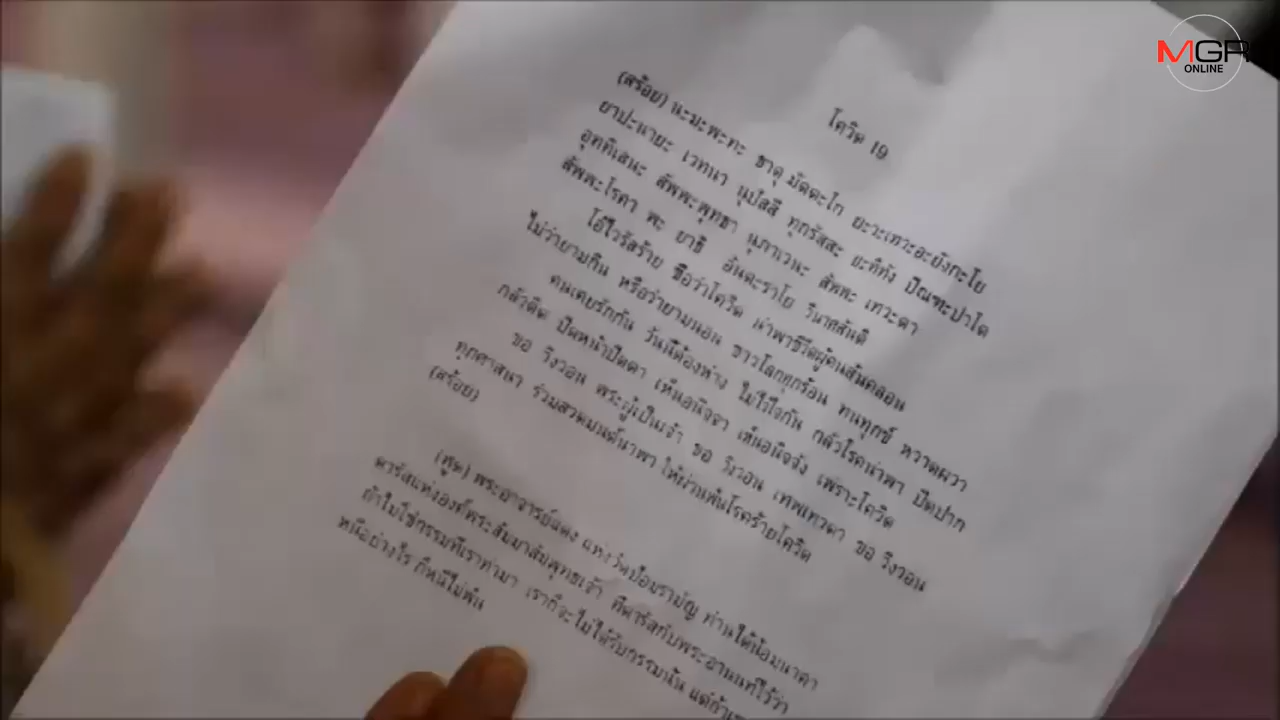 MGR
ONLINE
โควิด 19
(สร้อย) นะมะพะทะ ธาตุ มัตตะโก ยะวะเทวะอะยังกะโย
ยาปะนายะ เวทนา นุปัสสี ทุกรัสสะ ยะทิทัง ปิณฑะปาโต
อุททิเสนะ สัพพะพุทธา นุภาเวนะ สัพพะ เทวะดา
สัพพะโรคา พะ ยาธิ อันตะราโย วินาสสันติ
โอ้ไวรัสร้าย ชื่อว่าโควิด นำพาชีวิตผู้คนสั่นคลอน
ไม่ว่ายามกิน หรือว่ายามนอน ชาวโลกทุกร้อน ทนทุกข์ หวาดผวา
คนเคยรักกัน วันนี้ต้องห่าง ไม่ไว้ใจกัน กลัวโรคนำพา ปิดปาก
กลัวติด ปิดหน้าปิดตา เห็นอนิจจา เห็นอนิจจัง เพราะโควิด
ขอ วิงวอน พระผู้เป็นเจ้า ขอ วิงวอน เทพเทวดา ขอ วิงวอน
ทุกศาสนา ร่วมสวดมนต์นำพา ให้ผ่านพ้นโรคร้ายโควิด
(สร้อย)
(พูด) พระอาจารย์แดง แห่งวัดป้อมรามัญ ท่านได้น้อมนำคำ
ตารัสแห่งองค์พระสัมมาสัมพุทธเจ้า ที่ตารัสกับพระอานนท์ไว้ว่า
ถ้าไม่ใช่กรรมที่เราทำมา เราก็จะไม่ได้รับกรรมนั้น แต่ถ้า
หนีอย่างไร ก็หนีไม่พ้น